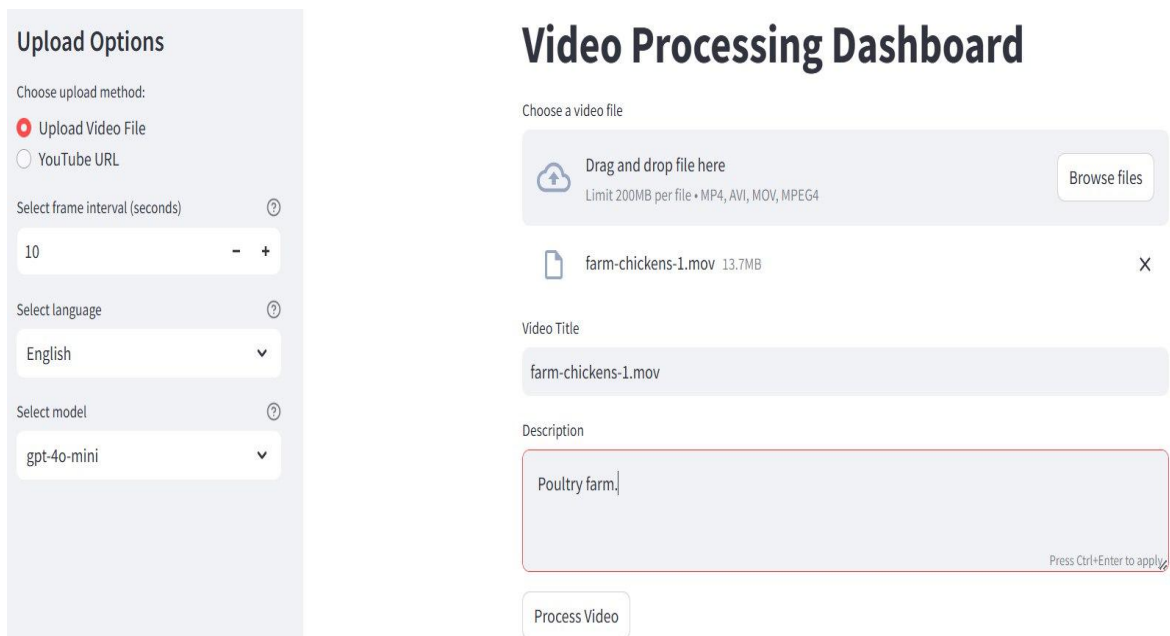 Upload Options
Choose upload method:
Upload Video File
YouTube URL
Select frame interval (seconds)
10
Select language
English
Select model
gpt-4o-mini
Video Processing Dashboard
Choose a video file
Drag and drop file here
Limit 200MB per file • MP4, AVI, MOV, MPEG4
Browse files
farm-chickens-1.mov 13.7MB
Video Title
farm-chickens-1.mov
Description
Poultry farm.
Press Ctrl+Enter to apply
Process Video